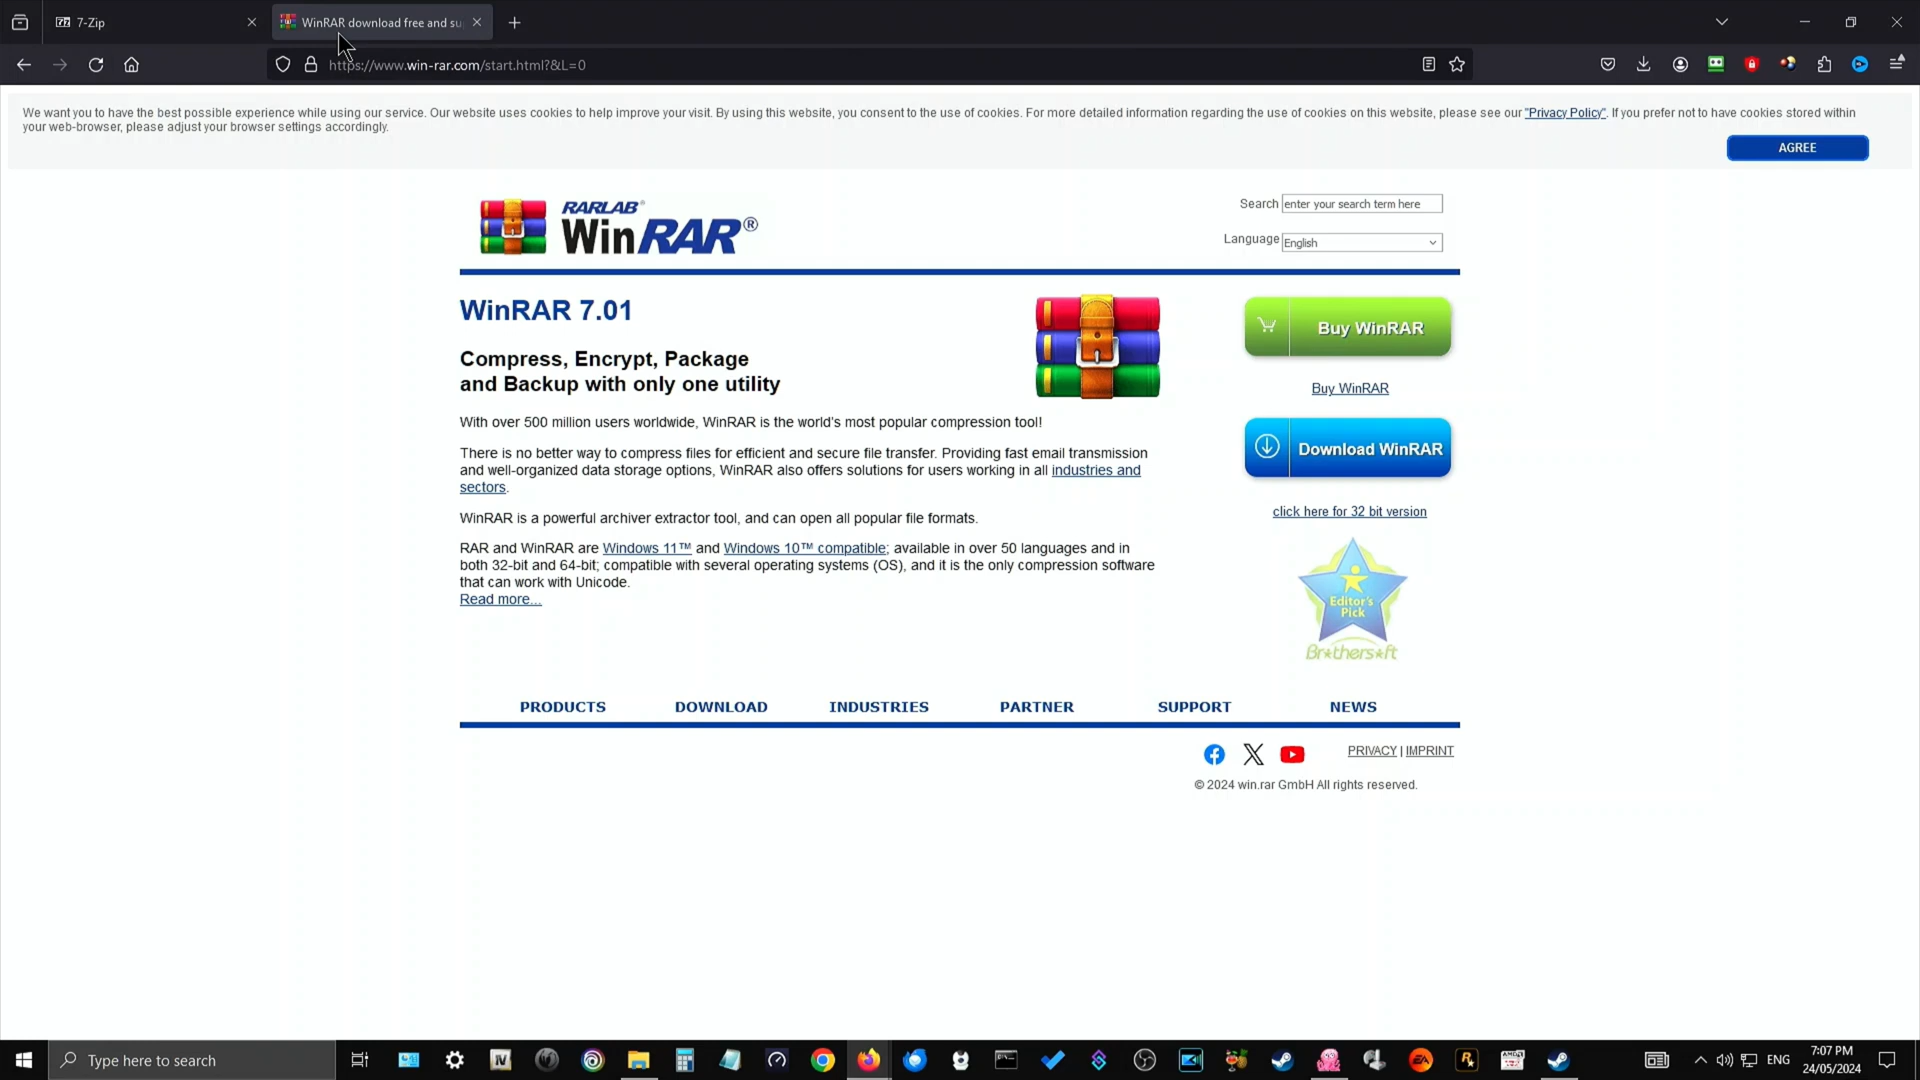 7-Zip
WinRAR download free and su
https://www.win-rar.com/start.html?&L=0
We want you to have the best possible experience while using our service. Our website uses cookies to help improve your visit. By using this website, you consent to the use of cookies. For more detailed information regarding the use of cookies on this website, please see our "Privacy Policy". If you prefer not to have cookies stored within
your web-browser, please adjust your browser settings accordingly.
AGREE
RARLAB®
WinRAR®
Search enter your search term here
Language English
WinRAR 7.01
Compress, Encrypt, Package
and Backup with only one utility
With over 500 million users worldwide, WinRAR is the world's most popular compression tool!
There is no better way to compress files for efficient and secure file transfer. Providing fast email transmission
and well-organized data storage options, WinRAR also offers solutions for users working in all industries and
sectors.
WinRAR is a powerful archiver extractor tool, and can open all popular file formats.
RAR and WinRAR are Windows 11™ and Windows 10™ compatible; available in over 50 languages and in
both 32-bit and 64-bit; compatible with several operating systems (OS), and it is the only compression software
that can work with Unicode.
Read more...
Buy WinRAR
Buy WinRAR
Download WinRAR
click here for 32 bit version
Editor's
Pick
Br★thers★ft
PRODUCTS
DOWNLOAD
INDUSTRIES
PARTNER
SUPPORT
NEWS
PRIVACY | IMPRINT
© 2024 win.rar GmbH All rights reserved.
Type here to search
ENG
7:07 PM
24/05/2024